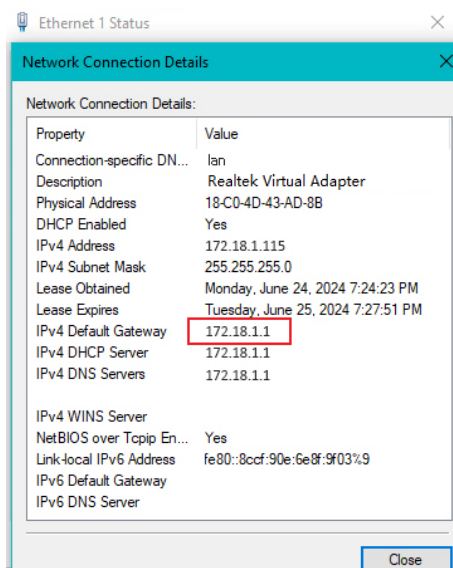 Ethernet 1 Status
Network Connection Details
Network Connection Details:
Property Value
Connection-specific DN... lan
Description Realtek Virtual Adapter
Physical Address 18-C0-4D-43-AD-8B
DHCP Enabled Yes
IPv4 Address 172.18.1.115
IPv4 Subnet Mask 255.255.255.0
Lease Obtained Monday, June 24, 2024 7:24:23 PM
Lease Expires Tuesday, June 25, 2024 7:27:51 PM
IPv4 Default Gateway 172.18.1.1
IPv4 DHCP Server 172.18.1.1
IPv4 DNS Servers 172.18.1.1
IPv4 WINS Server
NetBIOS over Tcpip En... Yes
Link-local IPv6 Address fe80::8ccf:90e:6e8f:9f03%9
IPv6 Default Gateway
IPv6 DNS Server
Close